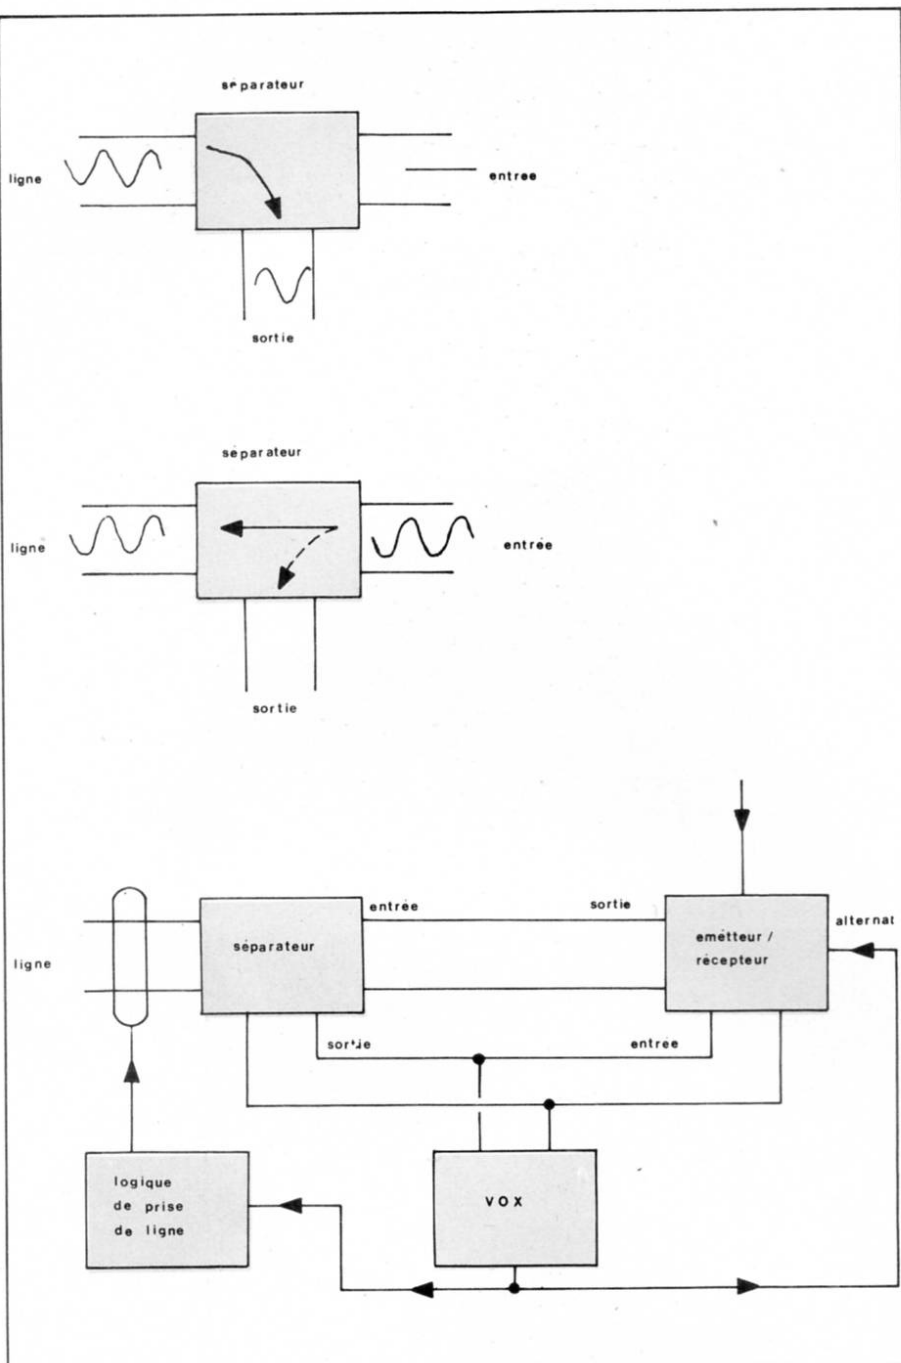 séparateur
ligne
entrée
sortie
séparateur
ligne
entrée
sortie
entrée
sortie
alternat
séparateur
emétteur /
récepteur
ligne
sortie
entrée
logique
de prise
de ligne
VOX